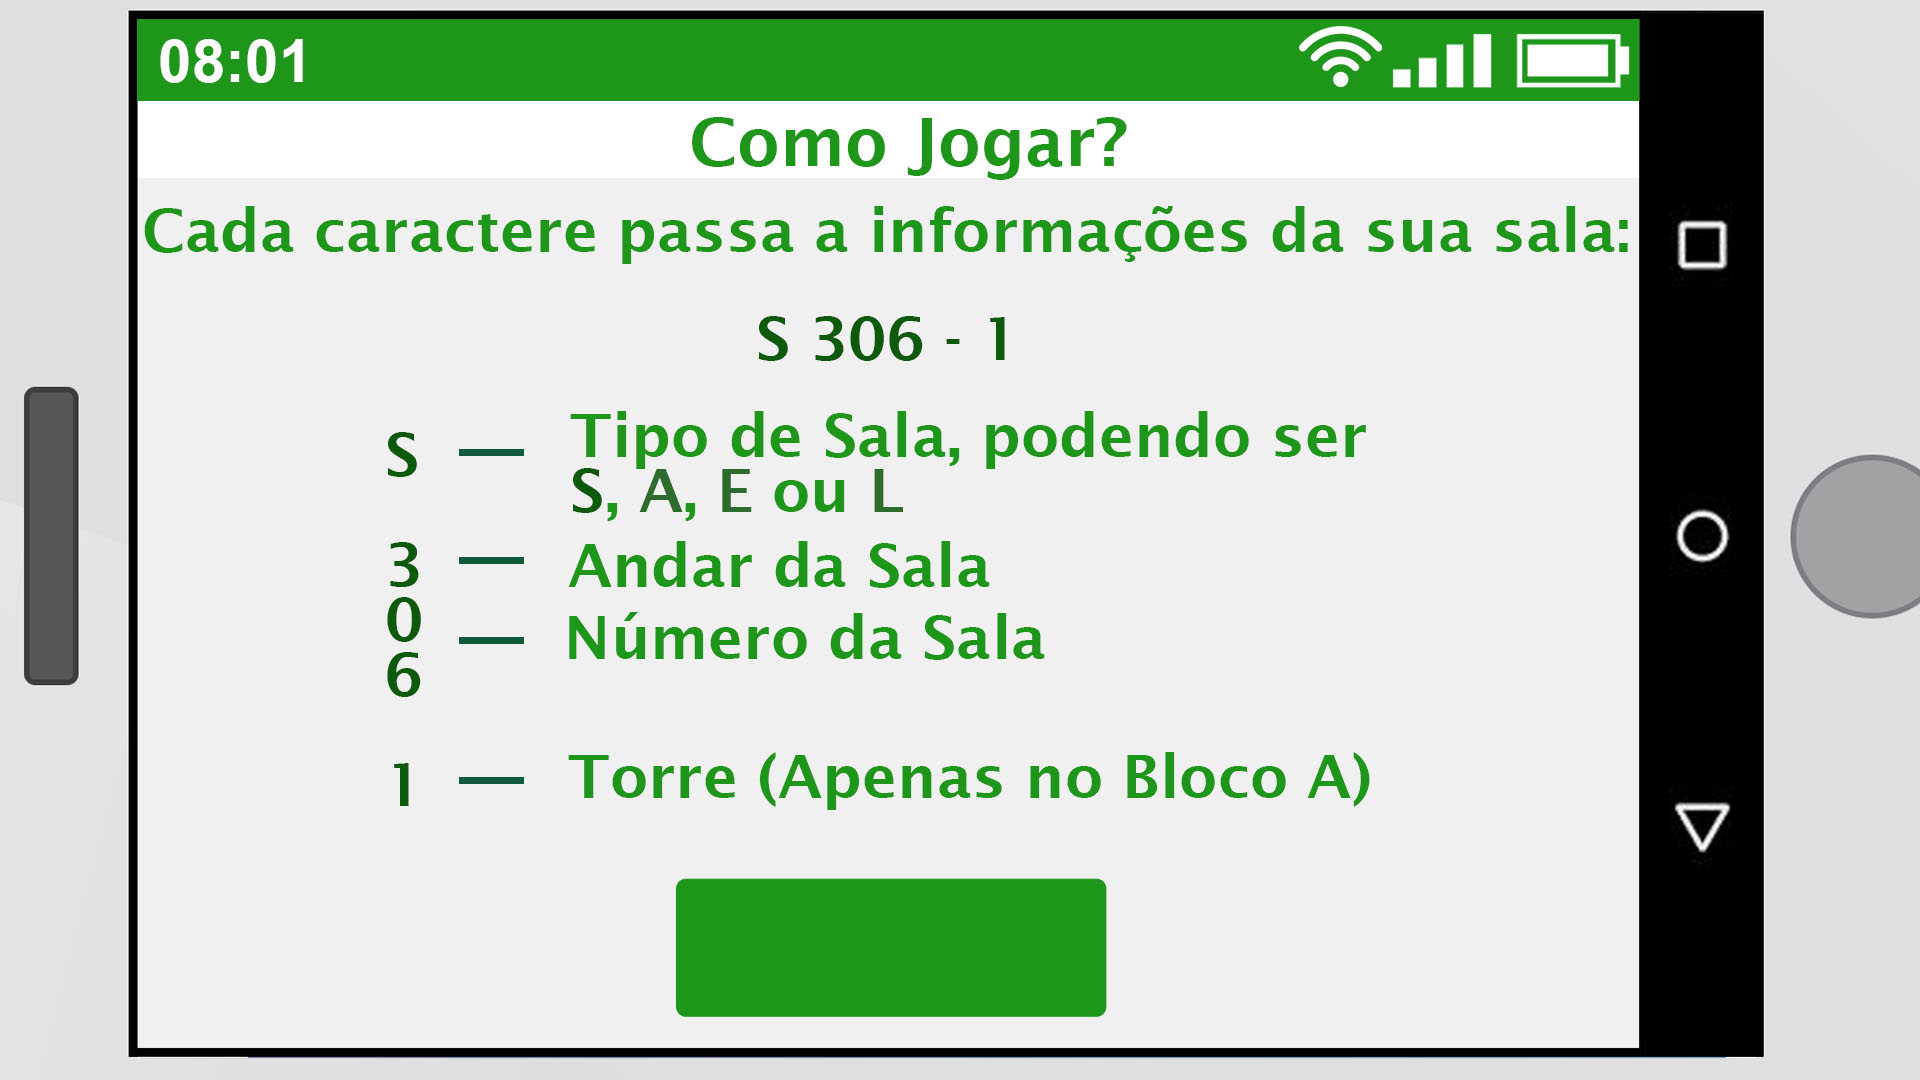 08:01
Como Jogar?
Cada caractere passa a informações da sua sala:
S 306 - 1
S — Tipo de Sala, podendo ser
S, A, E ou L
3 — Andar da Sala
0
6 — Número da Sala
1 — Torre (Apenas no Bloco A)